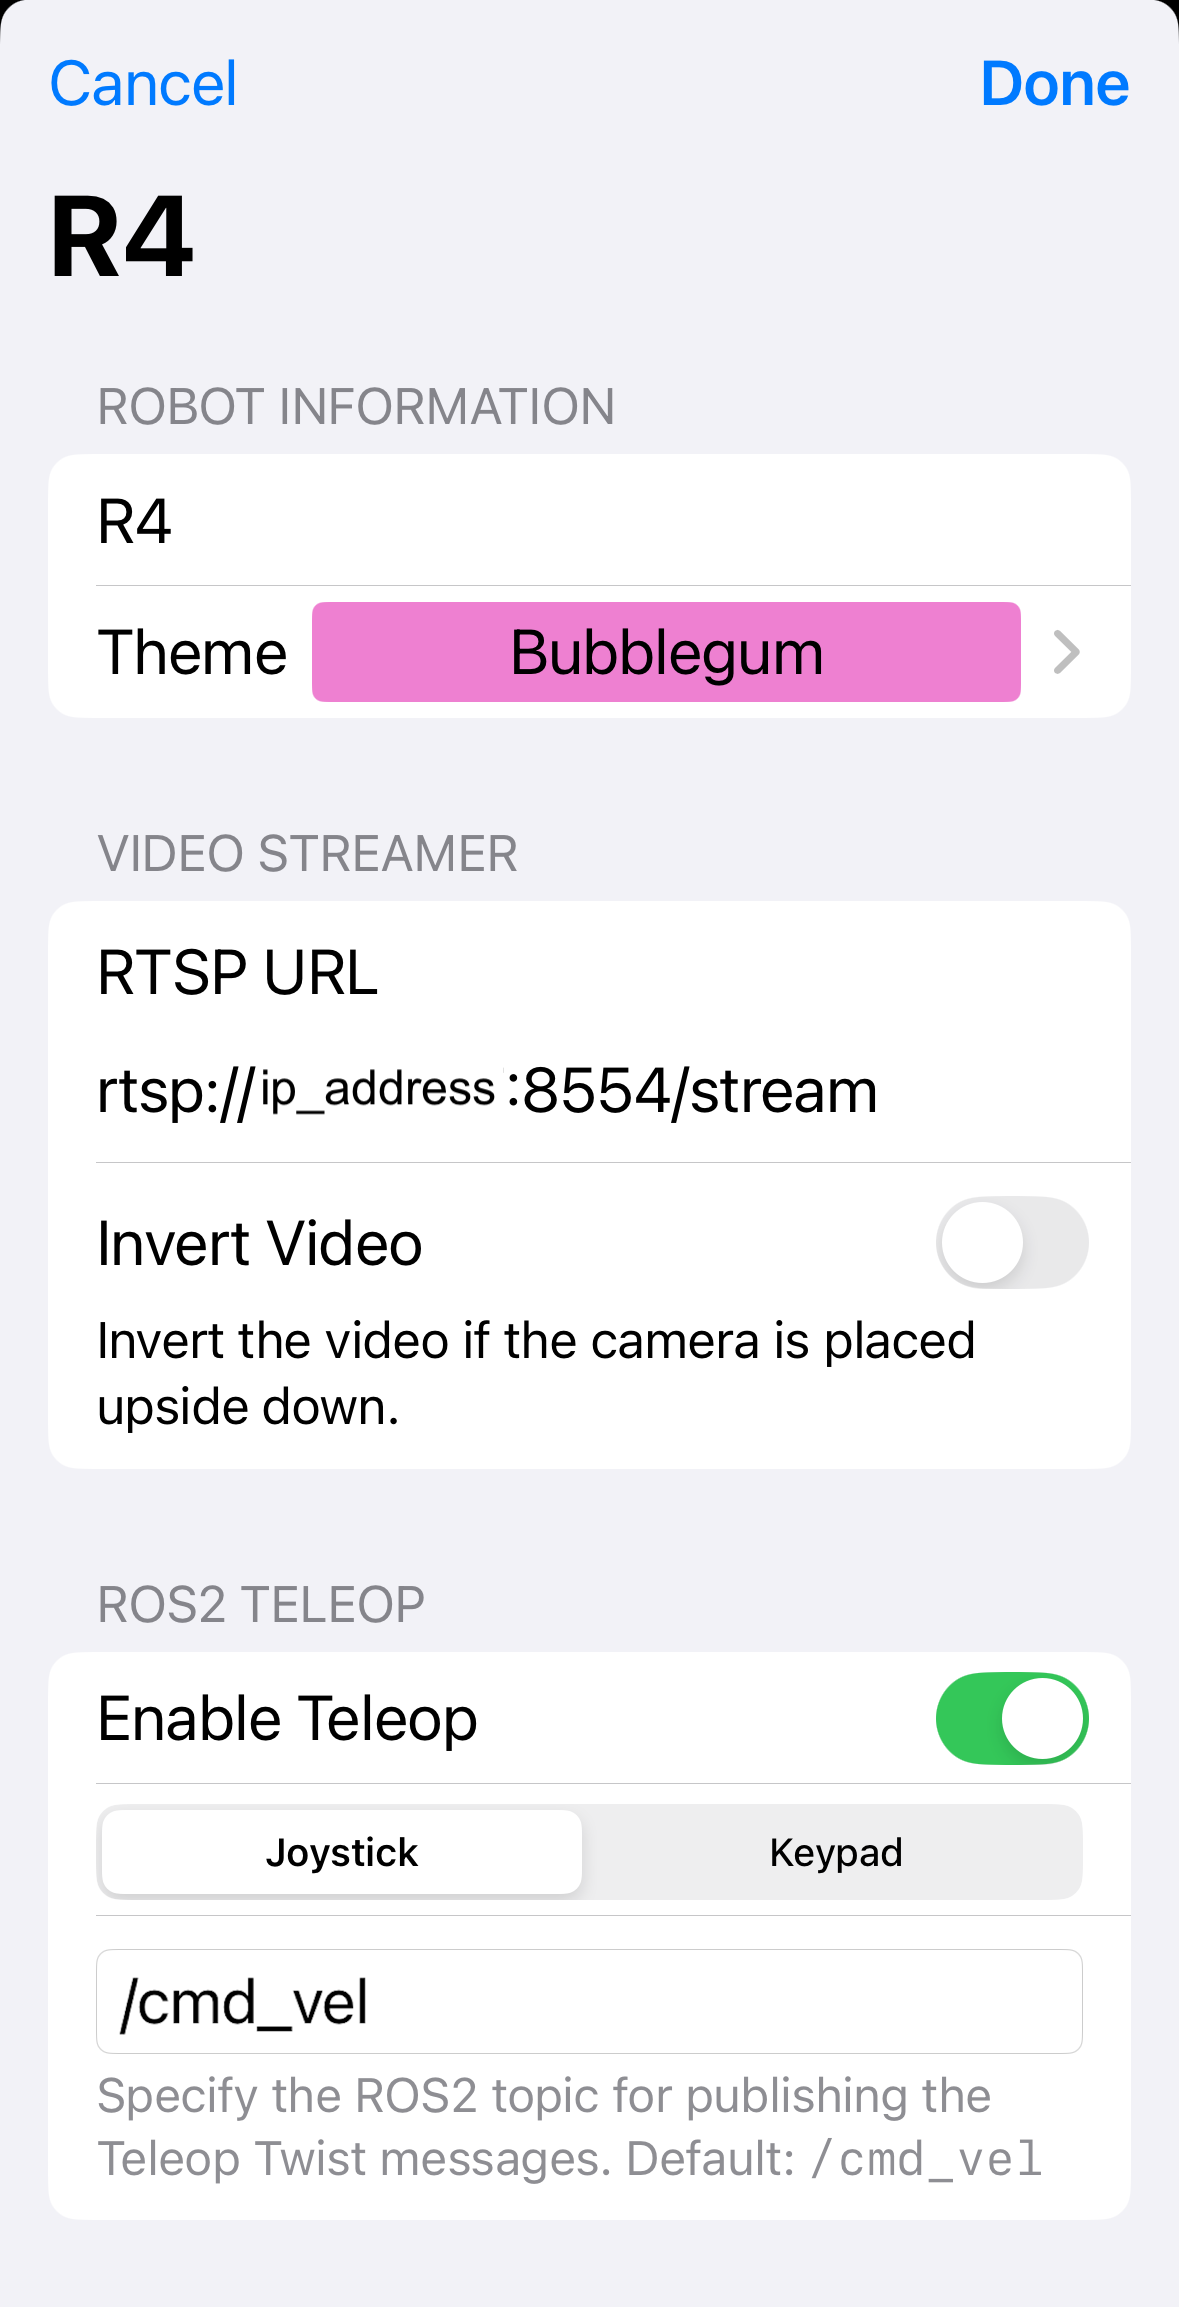 Cancel Done
R4
ROBOT INFORMATION
R4
Theme Bubblegum
VIDEO STREAMER
RTSP URL
rtsp://ip_address:8554/stream
Invert Video
Invert the video if the camera is placed
upside down.
ROS2 TELEOP
Enable Teleop
Joystick Keypad
/cmd_vel
Specify the ROS2 topic for publishing the
Teleop Twist messages. Default: /cmd_vel